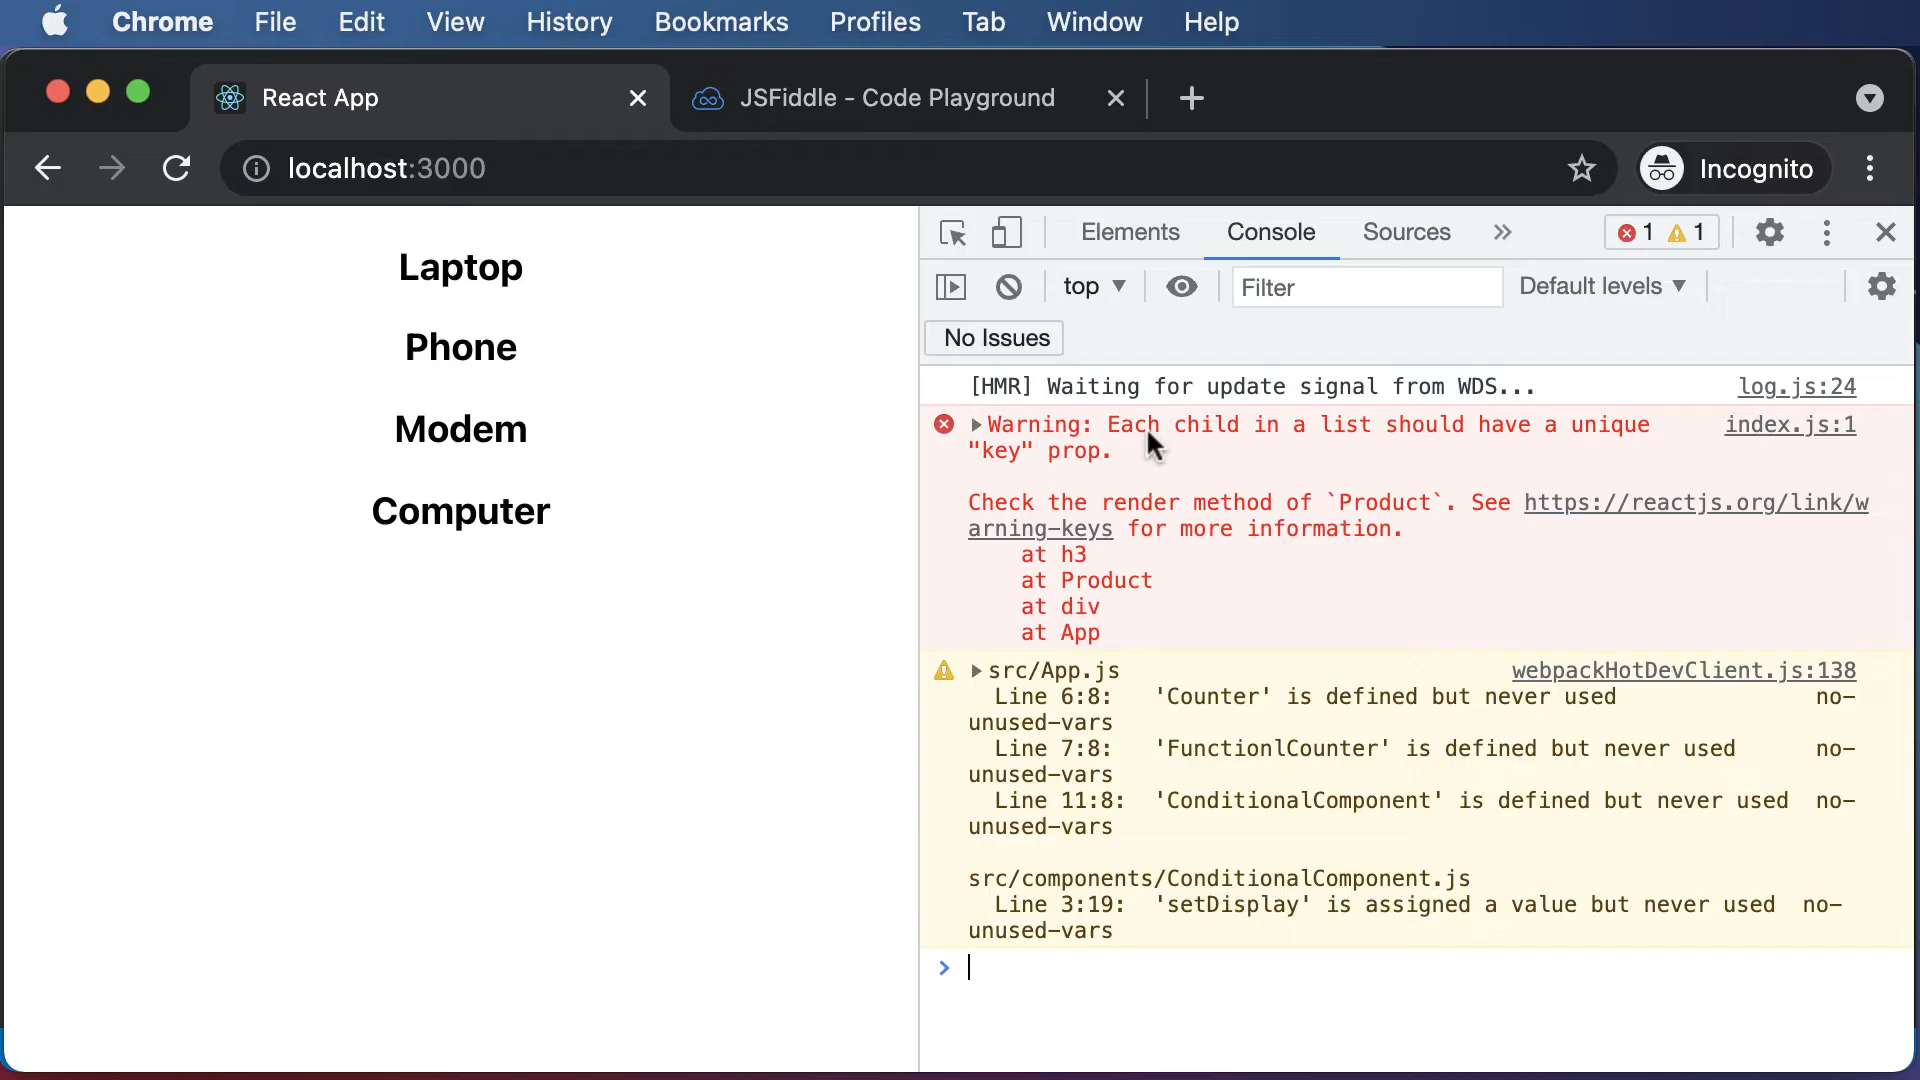 Chrome File Edit View History Bookmarks Profiles Tab Window Help
React App JSFiddle - Code Playground
localhost:3000 Incognito
Elements Console Sources 1 1
top Filter Default levels
No Issues
[HMR] Waiting for update signal from WDS... log.js:24
Warning: Each child in a list should have a unique index.js:1
"key" prop.
Check the render method of `Product`. See https://reactjs.org/link/w
arning-keys for more information.
at h3
at Product
at div
at App
src/App.js webpackHotDevClient.js:138
Line 6:8: 'Counter' is defined but never used no-
unused-vars
Line 7:8: 'FunctionlCounter' is defined but never used no-
unused-vars
Line 11:8: 'ConditionalComponent' is defined but never used no-
unused-vars
src/components/ConditionalComponent.js
Line 3:19: 'setDisplay' is assigned a value but never used no-
unused-vars
Laptop
Phone
Modem
Computer